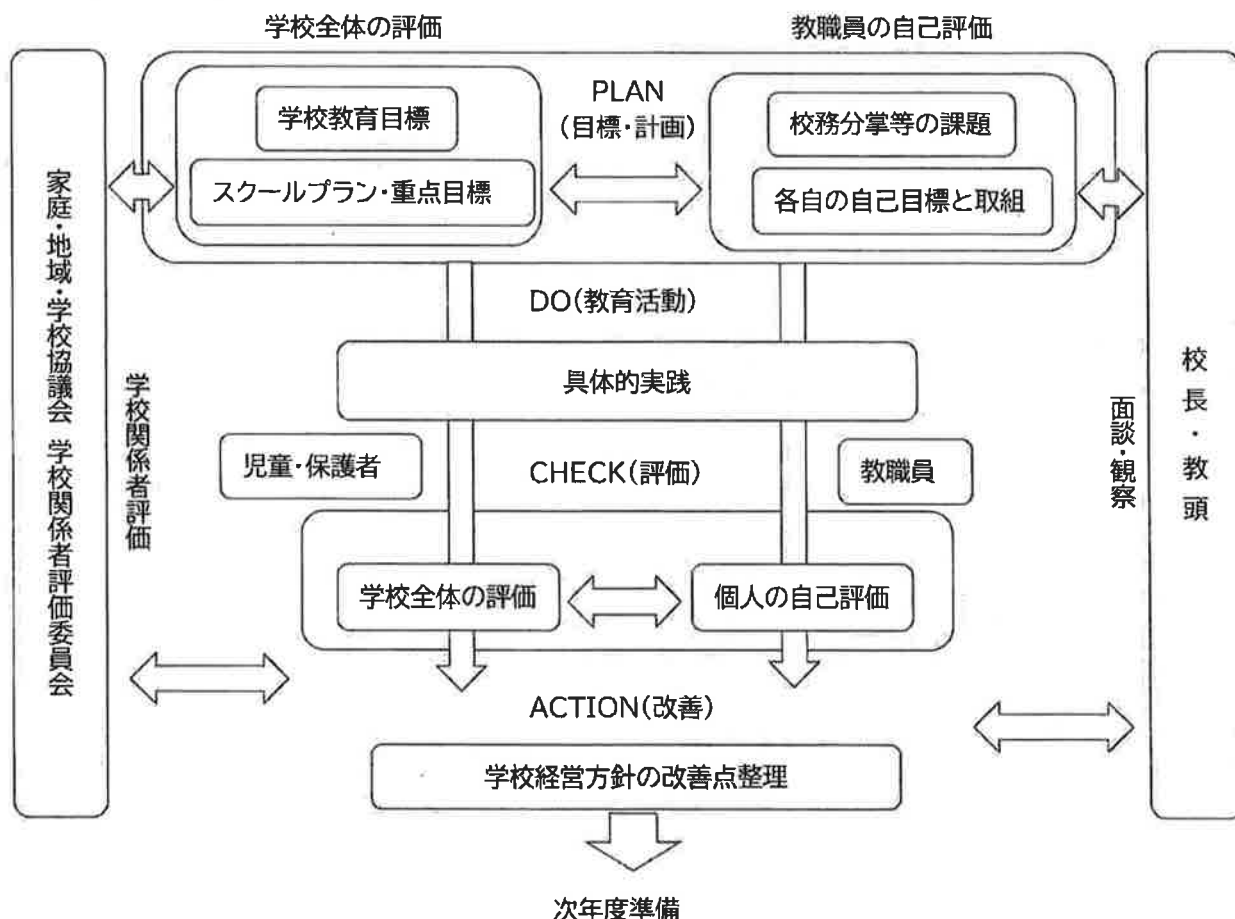 学校全体の評価
教職員の自己評価
PLAN
(目標・計画)
学校教育目標
校務分掌等の課題
スクールプラン・重点目標
各自の自己目標と取組
家庭・地域・学校協議会 学校関係者評価委員会
学校関係者評価
DO(教育活動)
具体的実践
児童・保護者
CHECK(評価)
教職員
面談・観察
校長・教頭
学校全体の評価
個人の自己評価
ACTION(改善)
学校経営方針の改善点整理
次年度準備